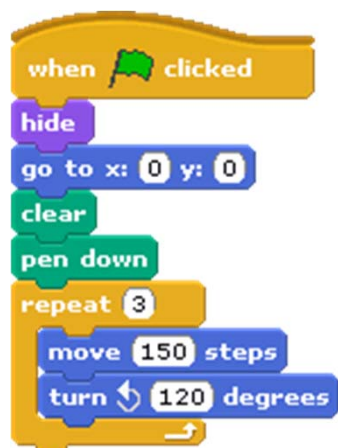 when clicked
hide
go to x: 0 y: 0
clear
pen down
repeat 3
move 150 steps
turn 120 degrees